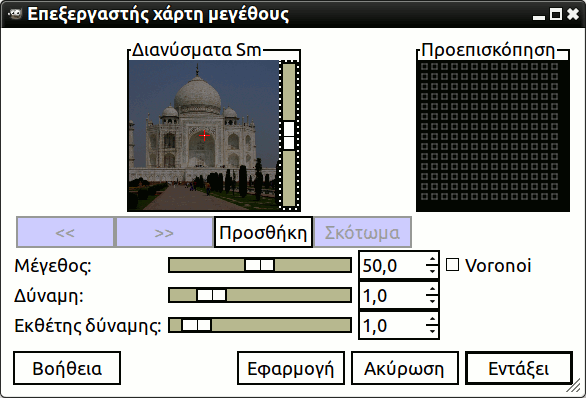 Επεξεργαστής χάρτη μεγέθους
Διανύσματα Sm
Προεπισκόπηση
<< >> Προσθήκη Σκότωμα
Μέγεθος: 50,0 Voronoi
Δύναμη: 1,0
Εκθέτης δύναμης: 1,0
Βοήθεια Εφαρμογή Ακύρωση Εντάξει